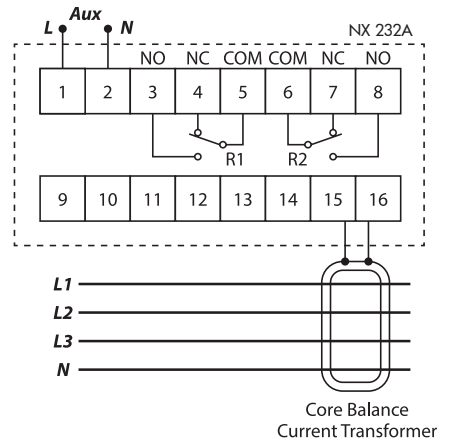 Aux
L N
NX 232A
NO NC COM COM NC NO
1 2 3 4 5 6 7 8
R1 R2
9 10 11 12 13 14 15 16
L1
L2
L3
N
Core Balance
Current Transformer